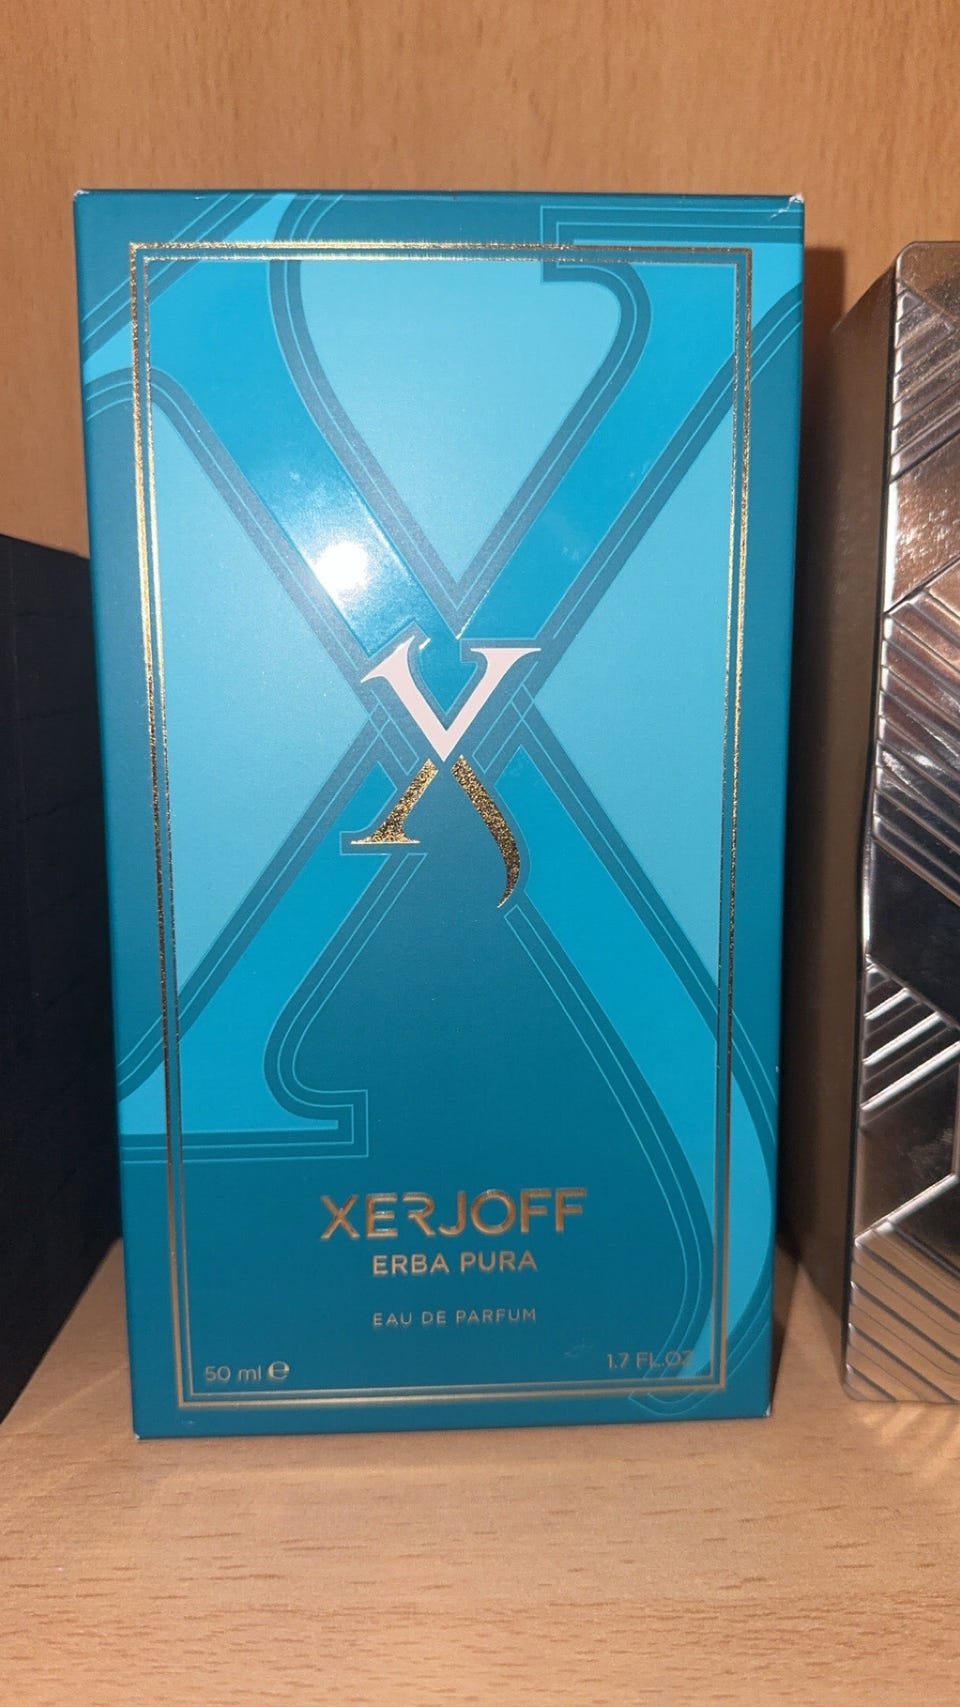 X
XERJOFF
ERBA PURA
EAU DE PARFUM
50 ml ℮
1.7 FL.OZ